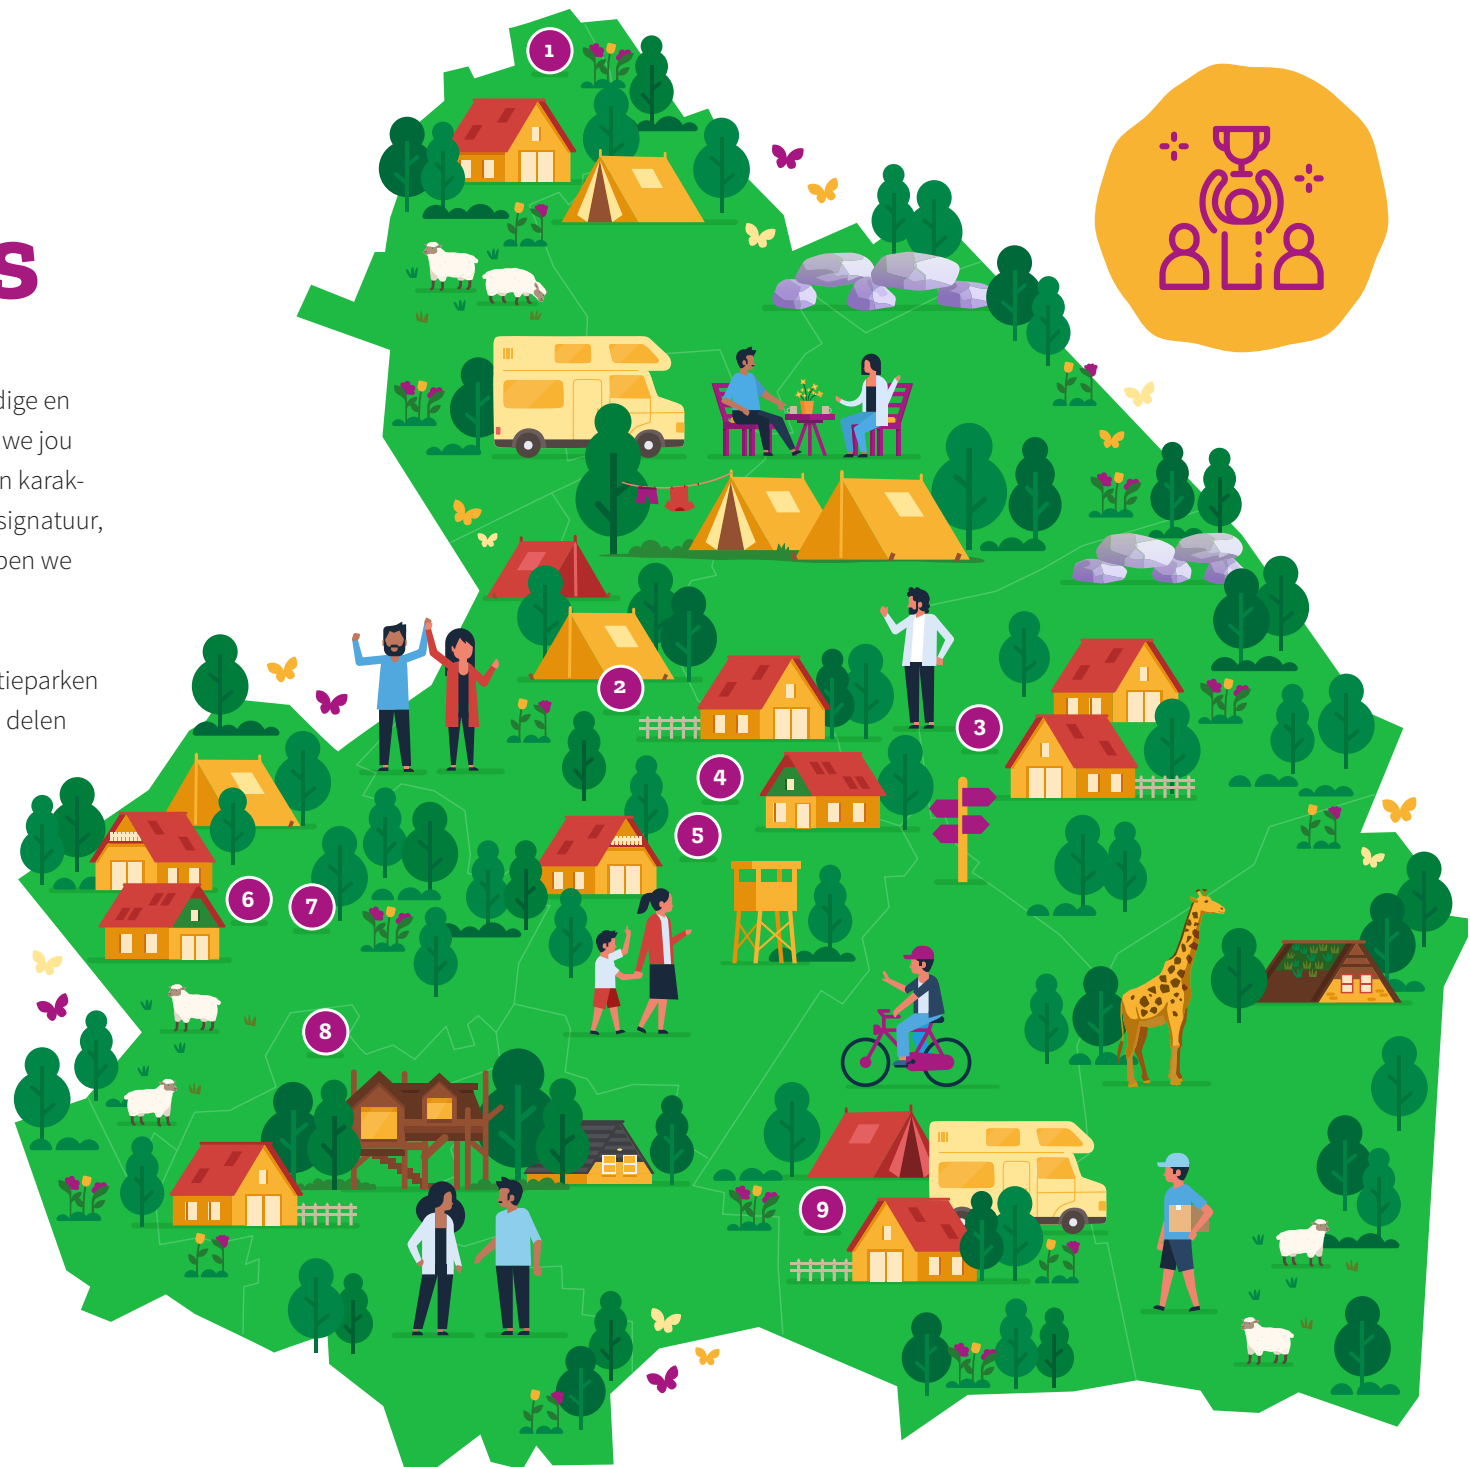 s
dige en
we jou
n karak-
signatuur,
pen we
tieparken
delen
1
2
3
4
5
6
7
8
9